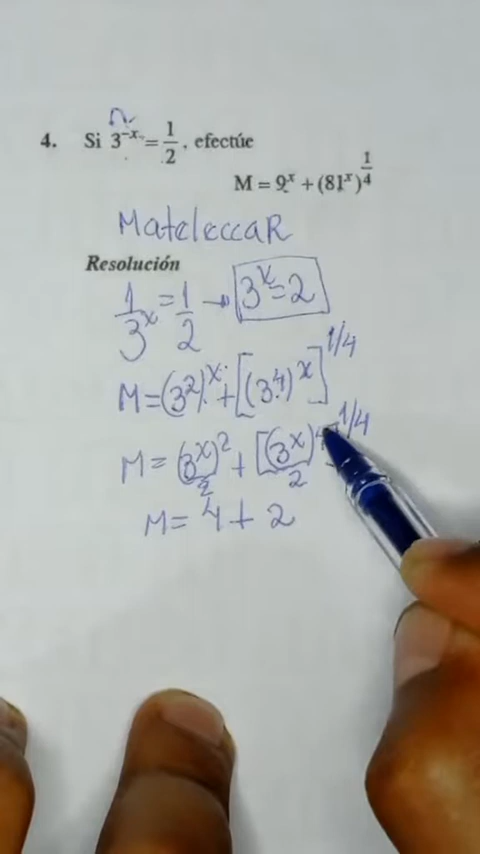 4. Si 3^-x = 1/2, efectúe
M = 9^x + (81^x)^1/4
MateleccaR
Resolución
1/3^x = 1/2 → 3^x = 2
M = (3^2)^x + [(3^4)^x]^1/4
M = (3^x)^2 + [(3^x)^4]^1/4
2 2
M = 4 + 2